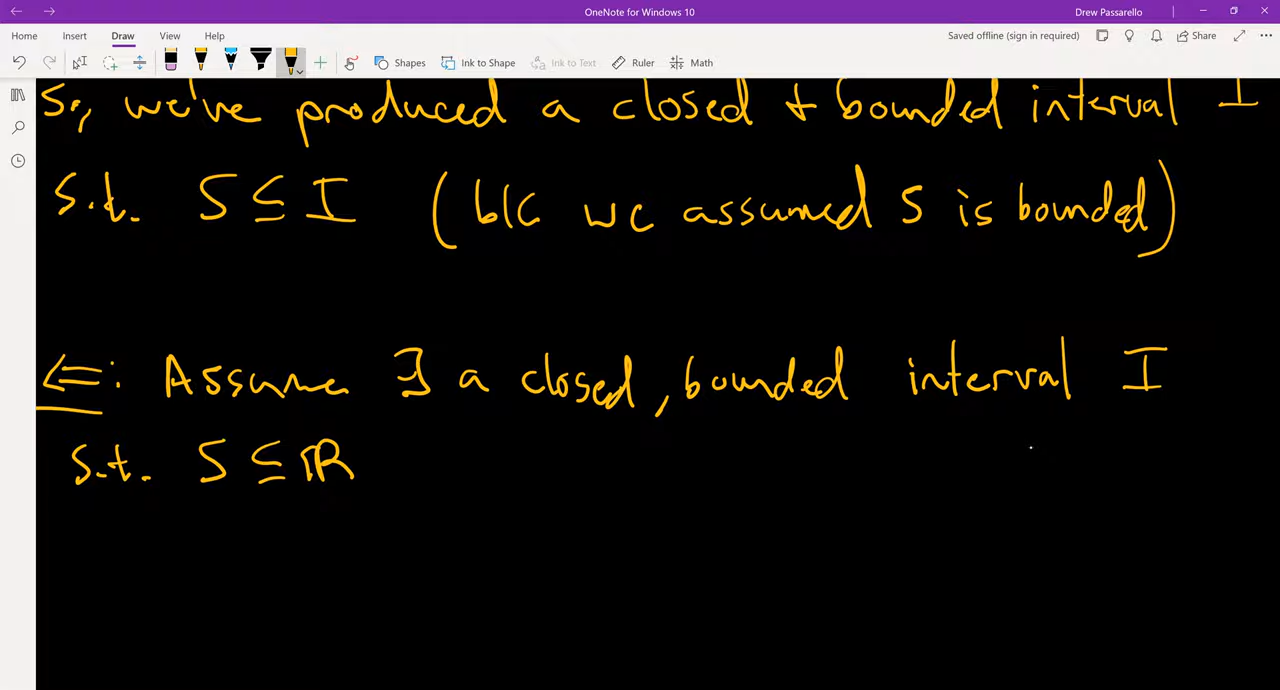 OneNote for Windows 10
Drew Passarello
Home Insert Draw View Help
Saved offline (sign in required)
Share
Shapes
Ink to Shape
Ink to Text
Ruler
Math
So, we've produced a closed + bounded interval I
s.t. S ⊆ I (b/c we assumed S is bounded)
⇐: Assume ∃ a closed, bounded interval I
s.t. S ⊆ ℝ